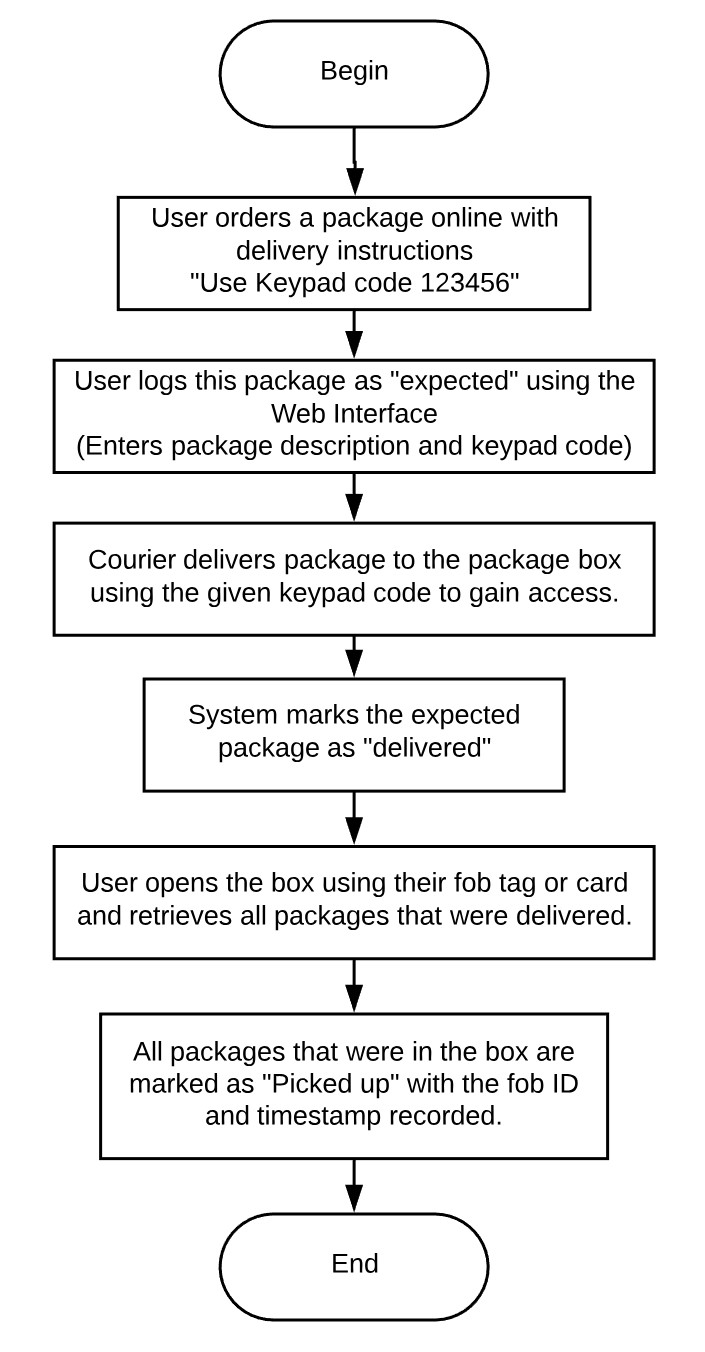 Begin
User orders a package online with
delivery instructions
"Use Keypad code 123456"
User logs this package as "expected" using the
Web Interface
(Enters package description and keypad code)
Courier delivers package to the package box
using the given keypad code to gain access.
System marks the expected
package as "delivered"
User opens the box using their fob tag or card
and retrieves all packages that were delivered.
All packages that were in the box are
marked as "Picked up" with the fob ID
and timestamp recorded.
End